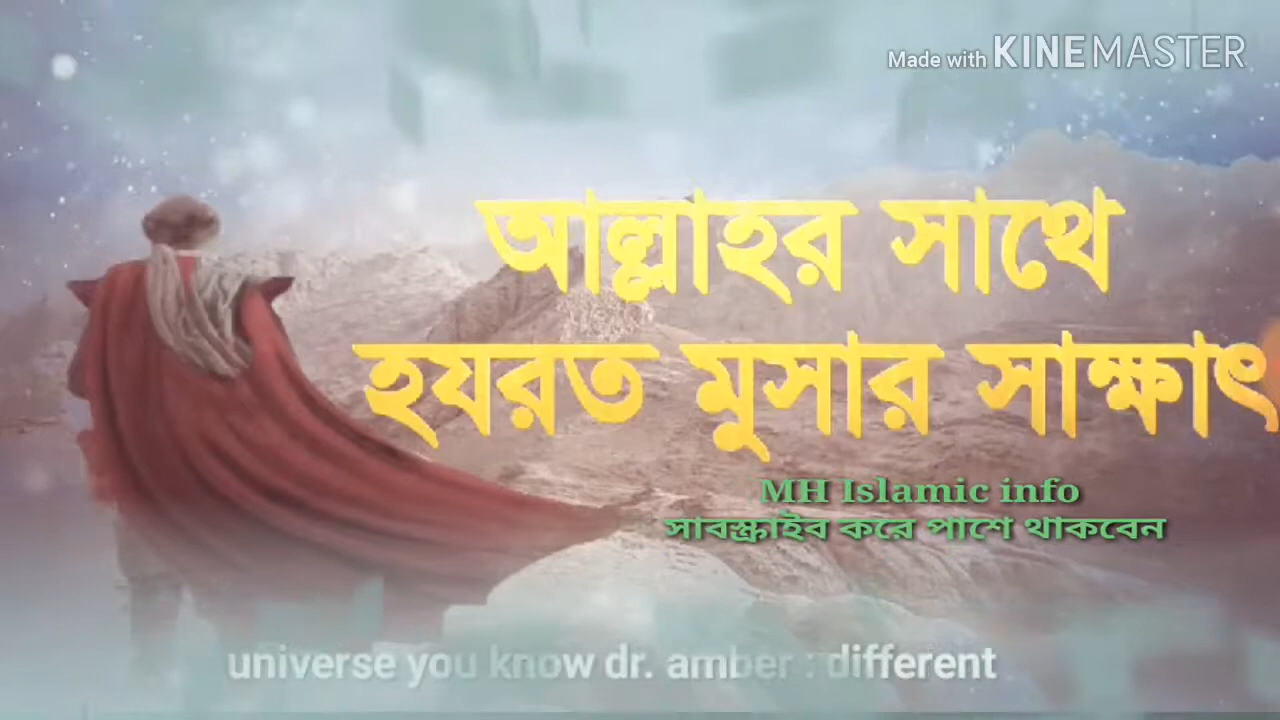 Made with KINEMASTER
আল্লাহর সাথে
হযরত মুসার সাক্ষাৎ
MH Islamic info
সাবস্ক্রাইব করে পাশে থাকবেন
universe you know dr. amber : different